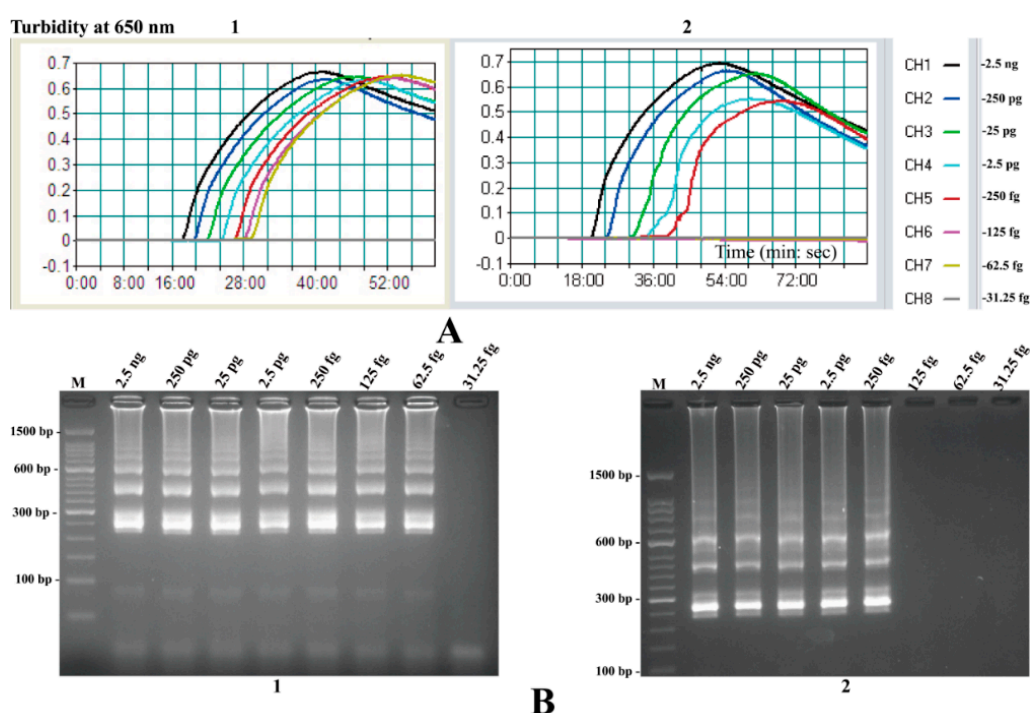 Turbidity at 650 nm 1 2
0.7
0.6
0.5
0.4
0.3
0.2
0.1
0
-0.1
0:00 8:00 16:00 28:00 40:00 52:00
0.7
0.6
0.5
0.4
0.3
0.2
0.1
0
-0.1
Time (min: sec)
0:00 18:00 36:00 54:00 72:00
CH1 -2.5 ng
CH2 -250 pg
CH3 -25 pg
CH4 -2.5 pg
CH5 -250 fg
CH6 -125 fg
CH7 -62.5 fg
CH8 -31.25 fg
A
M 2.5 ng 250 pg 25 pg 2.5 pg 250 fg 125 fg 62.5 fg 31.25 fg
1500 bp -
600 bp -
300 bp -
100 bp -
1
M 2.5 ng 250 pg 25 pg 2.5 pg 250 fg 125 fg 62.5 fg 31.25 fg
1500 bp -
600 bp -
300 bp -
100 bp -
2
B